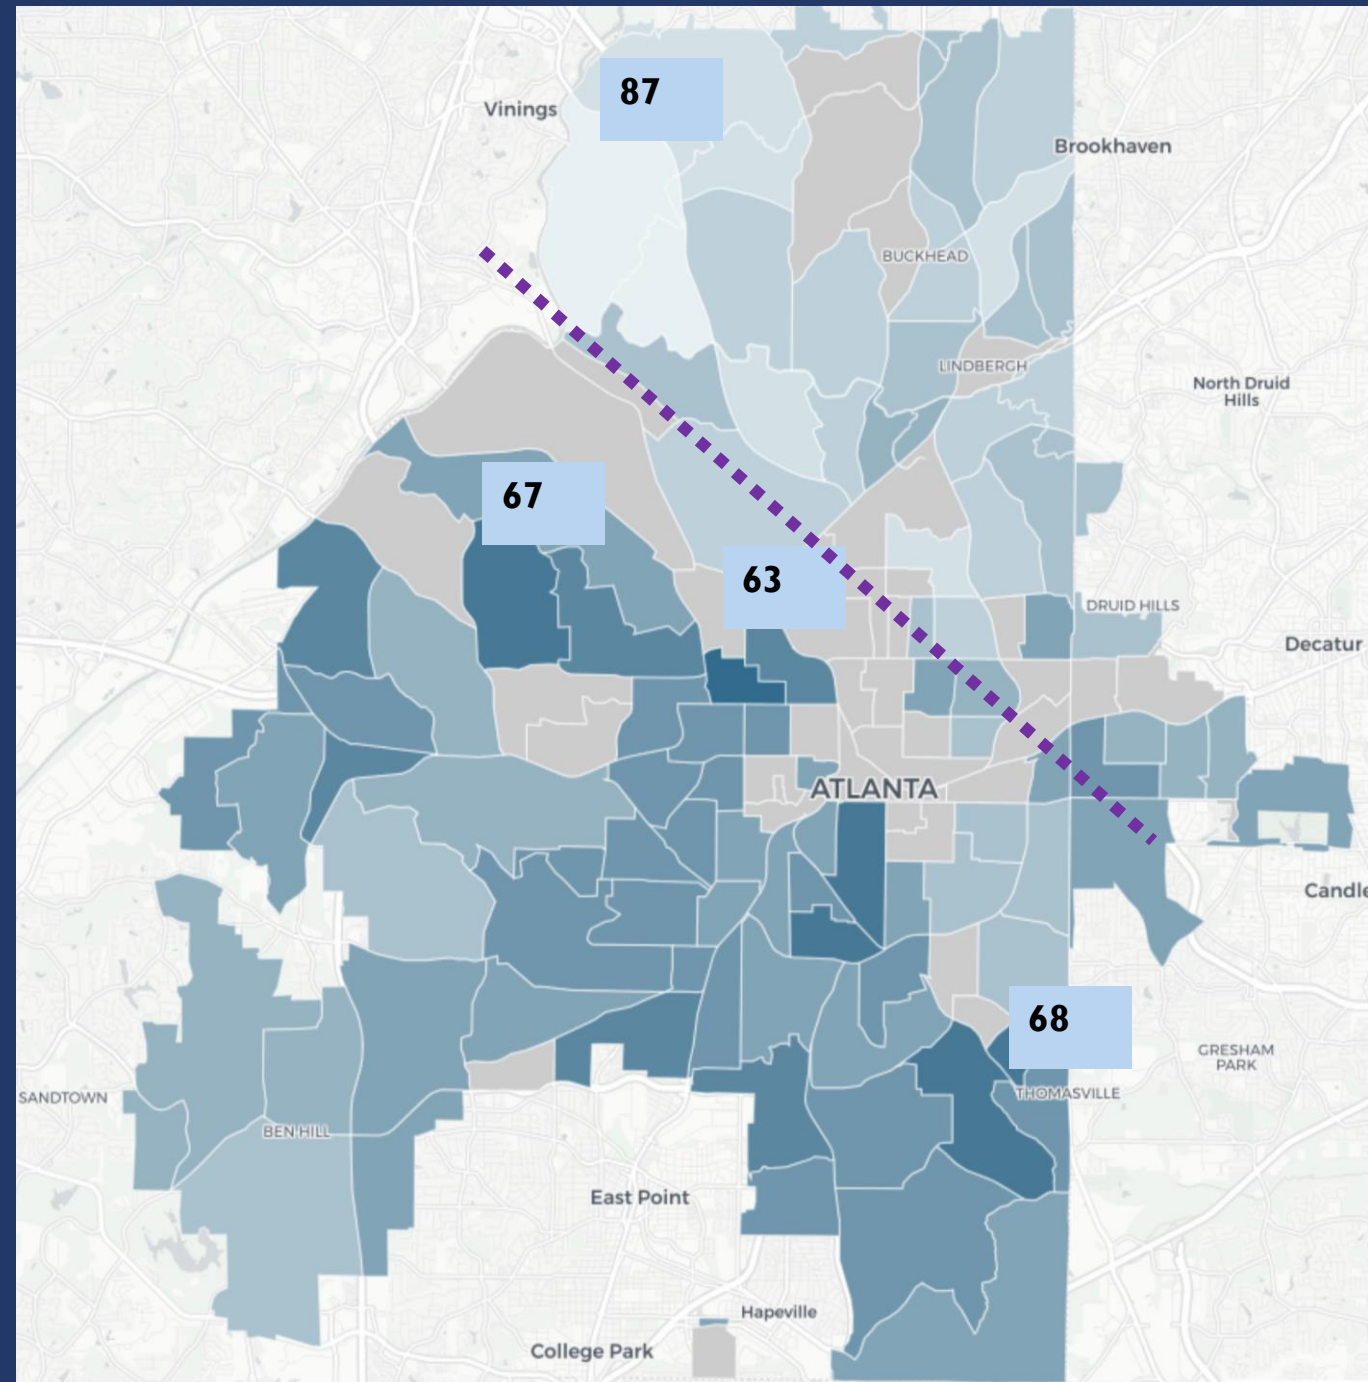 87
Vinings
Brookhaven
BUCKHEAD
LINDBERGH
North Druid
Hills
67
63
DRUID HILLS
Decatur
ATLANTA
Candle
68
GRESHAM
PARK
SANDTOWN
THOMASVILLE
BEN HILL
East Point
Hapeville
College Park